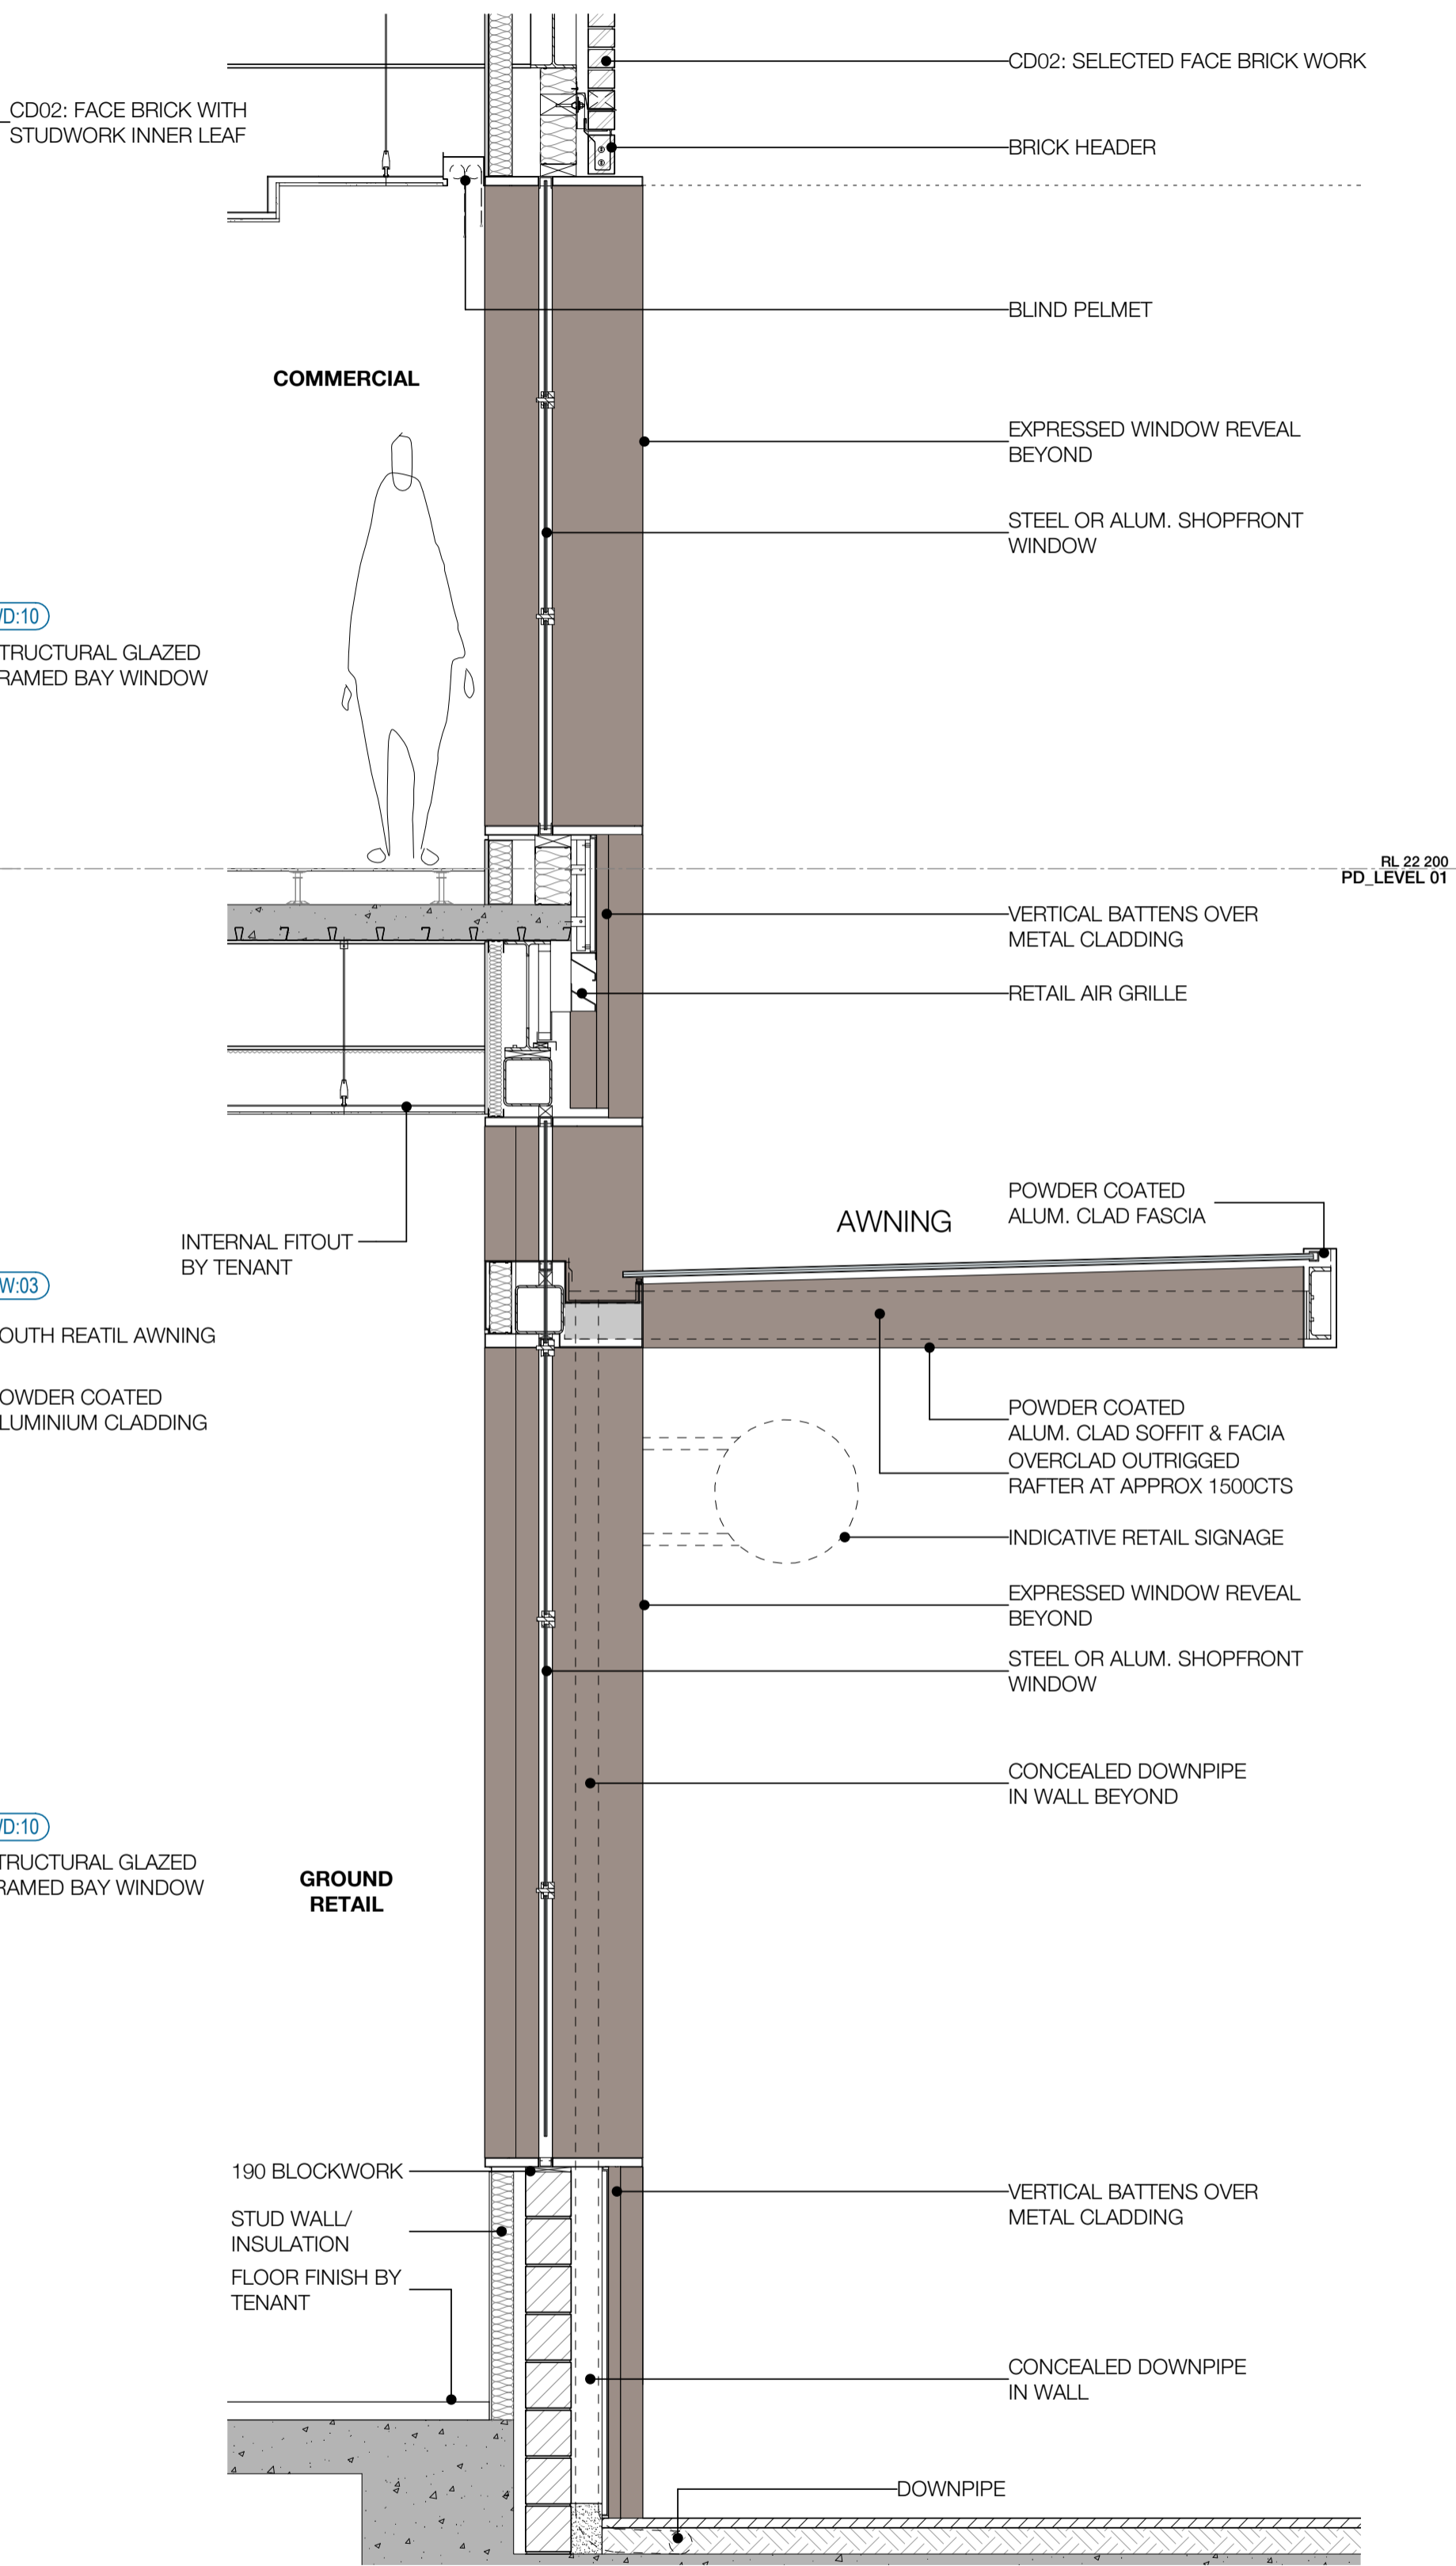 CD02: SELECTED FACE BRICK WORK
CD02: FACE BRICK WITH
STUDWORK INNER LEAF
BRICK HEADER
BLIND PELMET
COMMERCIAL
EXPRESSED WINDOW REVEAL
BEYOND
STEEL OR ALUM. SHOPFRONT
WINDOW
VD:10
TRUCTURAL GLAZED
RAMED BAY WINDOW
RL 22 200
PD_LEVEL 01
VERTICAL BATTENS OVER
METAL CLADDING
RETAIL AIR GRILLE
POWDER COATED
ALUM. CLAD FASCIA
AWNING
INTERNAL FITOUT
BY TENANT
W:03
OUTH REATIL AWNING
OWDER COATED
LUMINIUM CLADDING
POWDER COATED
ALUM. CLAD SOFFIT & FACIA
OVERCLAD OUTRIGGED
RAFTER AT APPROX 1500CTS
INDICATIVE RETAIL SIGNAGE
EXPRESSED WINDOW REVEAL
BEYOND
STEEL OR ALUM. SHOPFRONT
WINDOW
CONCEALED DOWNPIPE
IN WALL BEYOND
VD:10
TRUCTURAL GLAZED
RAMED BAY WINDOW
GROUND
RETAIL
190 BLOCKWORK
STUD WALL/
INSULATION
FLOOR FINISH BY
TENANT
VERTICAL BATTENS OVER
METAL CLADDING
CONCEALED DOWNPIPE
IN WALL
DOWNPIPE